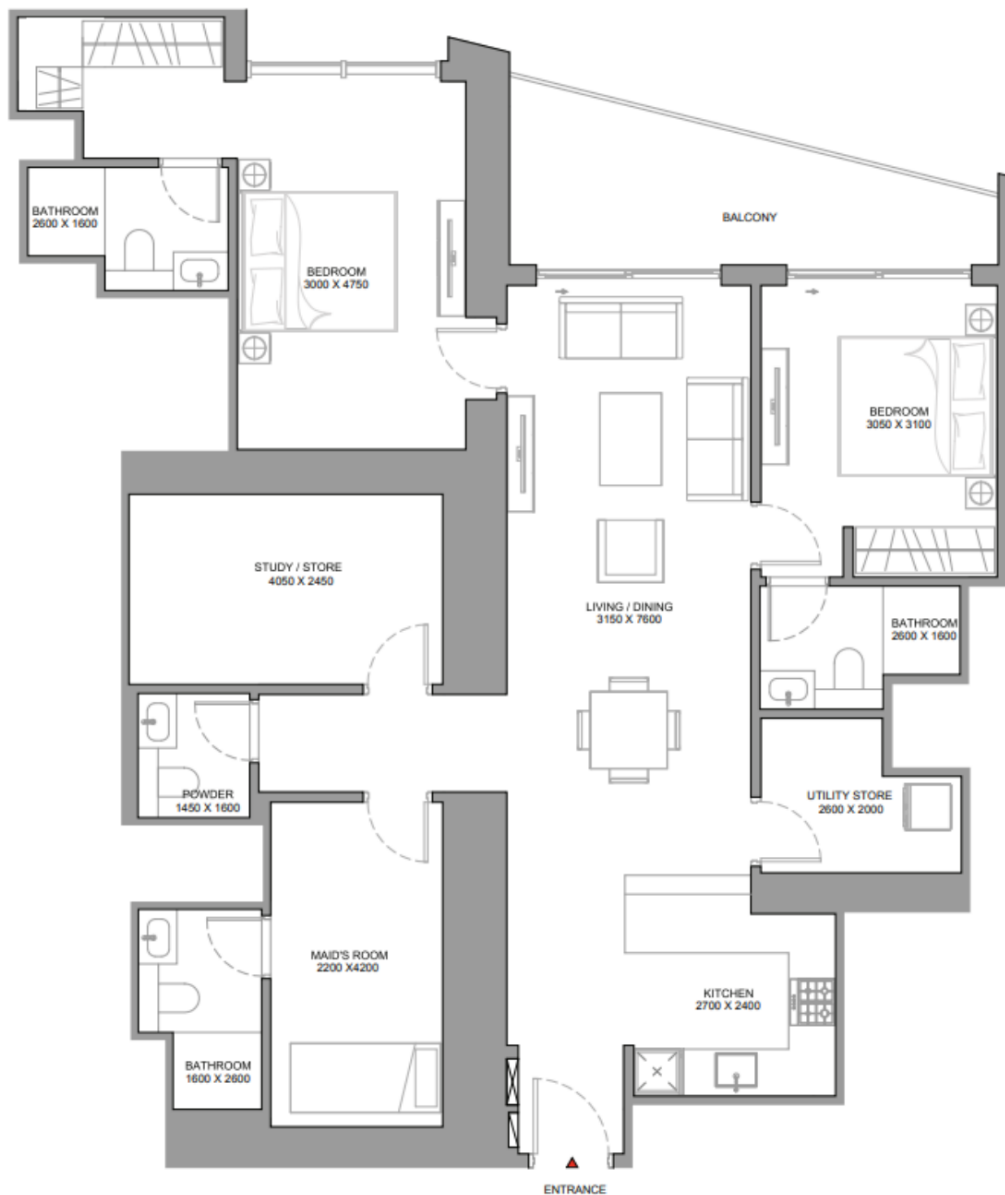 BATHROOM
2600 X 1600
BALCONY
BEDROOM
3000 X 4750
BEDROOM
3050 X 3100
STUDY / STORE
4050 X 2450
LIVING / DINING
3150 X 7600
BATHROOM
2600 X 1600
POWDER
1450 X 1600
UTILITY STORE
2600 X 2000
MAID'S ROOM
2200 X4200
KITCHEN
2700 X 2400
BATHROOM
1600 X 2600
ENTRANCE